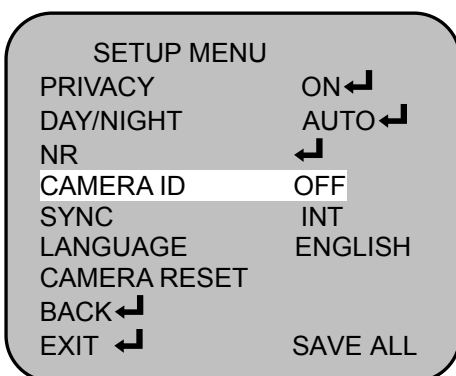 SETUP MENU
PRIVACY ON↵
DAY/NIGHT AUTO↵
NR ↵
CAMERA ID OFF
SYNC INT
LANGUAGE ENGLISH
CAMERA RESET
BACK↵
EXIT ↵ SAVE ALL